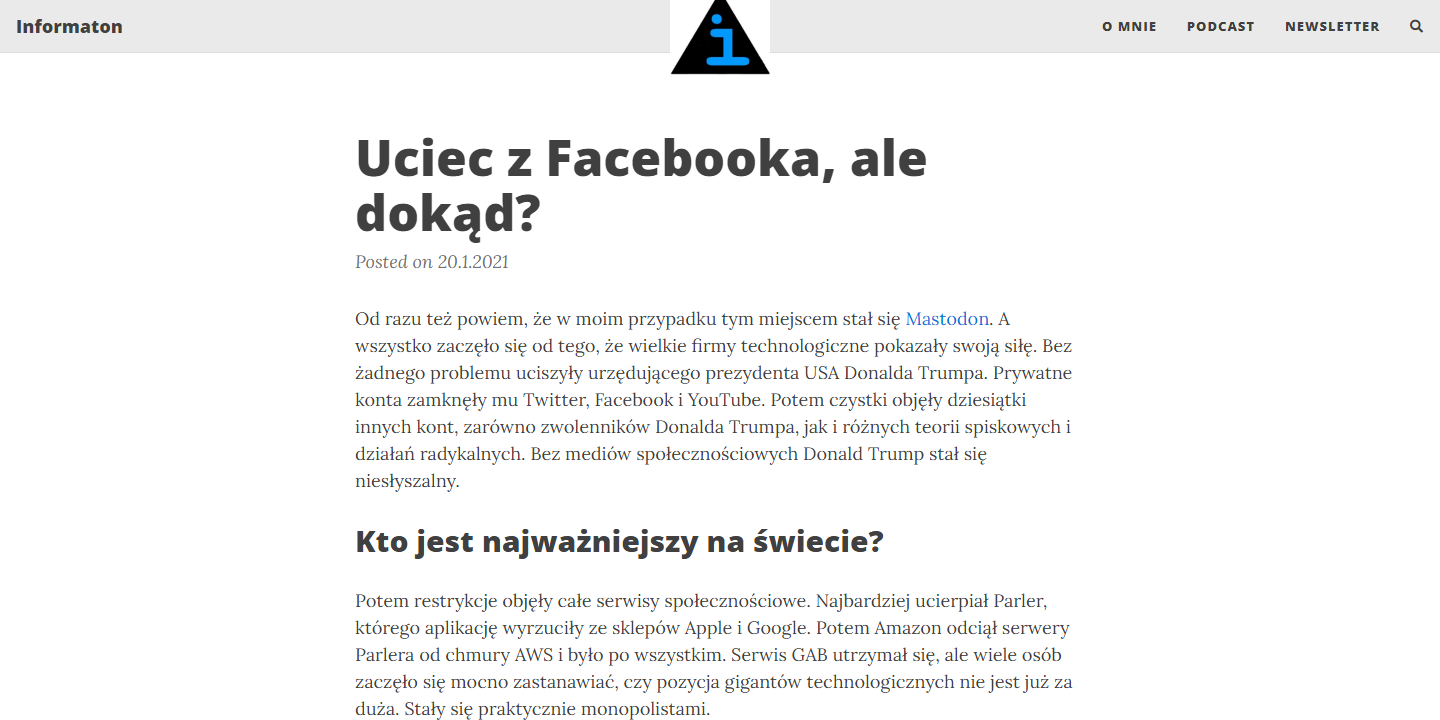 Informaton
i
O MNIE
PODCAST
NEWSLETTER
Uciec z Facebooka, ale
dokąd?
Posted on 20.1.2021
Od razu też powiem, że w moim przypadku tym miejscem stał się Mastodon. A
wszystko zaczęło się od tego, że wielkie firmy technologiczne pokazały swoją siłę. Bez
żadnego problemu uciszyły urzędującego prezydenta USA Donalda Trumpa. Prywatne
konta zamknęły mu Twitter, Facebook i YouTube. Potem czystki objęły dziesiątki
innych kont, zarówno zwolenników Donalda Trumpa, jak i różnych teorii spiskowych i
działań radykalnych. Bez mediów społecznościowych Donald Trump stał się
niesłyszalny.
Kto jest najważniejszy na świecie?
Potem restrykcje objęły całe serwisy społecznościowe. Najbardziej ucierpiał Parler,
którego aplikację wyrzuciły ze sklepów Apple i Google. Potem Amazon odciął serwery
Parlera od chmury AWS i było po wszystkim. Serwis GAB utrzymał się, ale wiele osób
zaczęło się mocno zastanawiać, czy pozycja gigantów technologicznych nie jest już za
duża. Stały się praktycznie monopolistami.